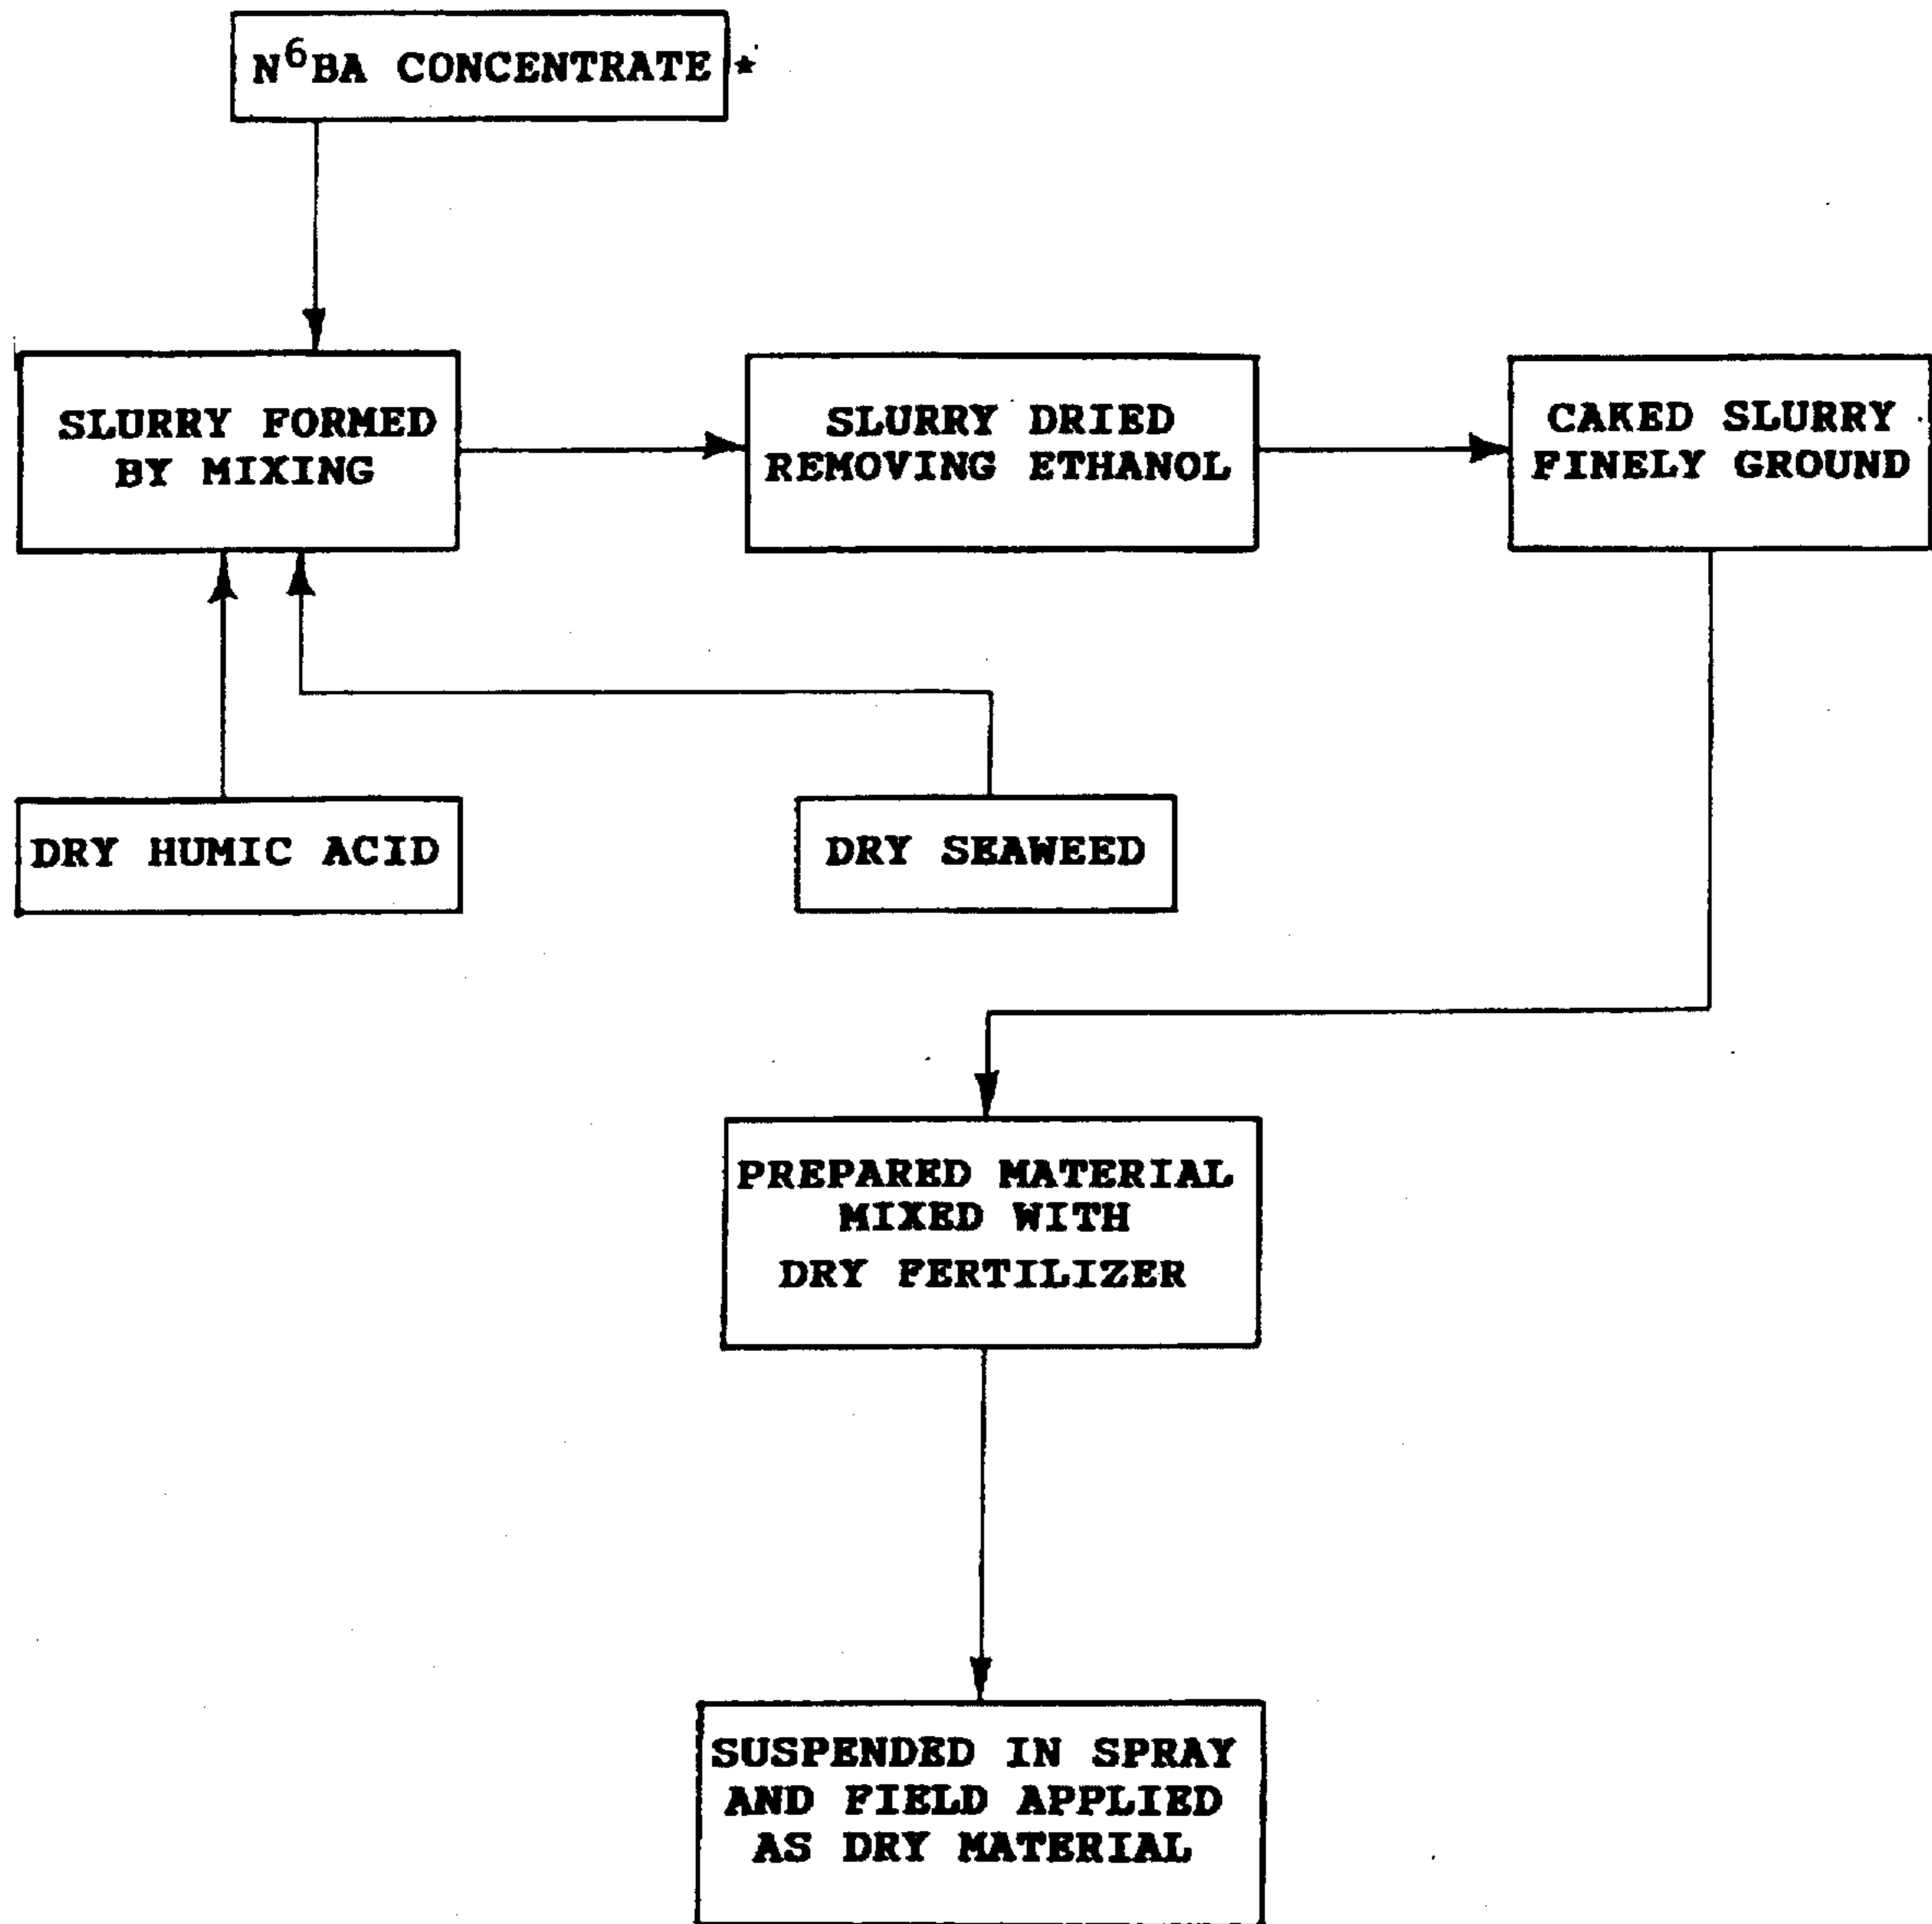 N⁶BA CONCENTRATE *
SLURRY FORMED
BY MIXING
SLURRY DRIED
REMOVING ETHANOL
CAKED SLURRY
FINELY GROUND
DRY HUMIC ACID
DRY SEAWEED
PREPARED MATERIAL
MIXED WITH
DRY FERTILIZER
SUSPENDED IN SPRAY
AND FIELD APPLIED
AS DRY MATERIAL